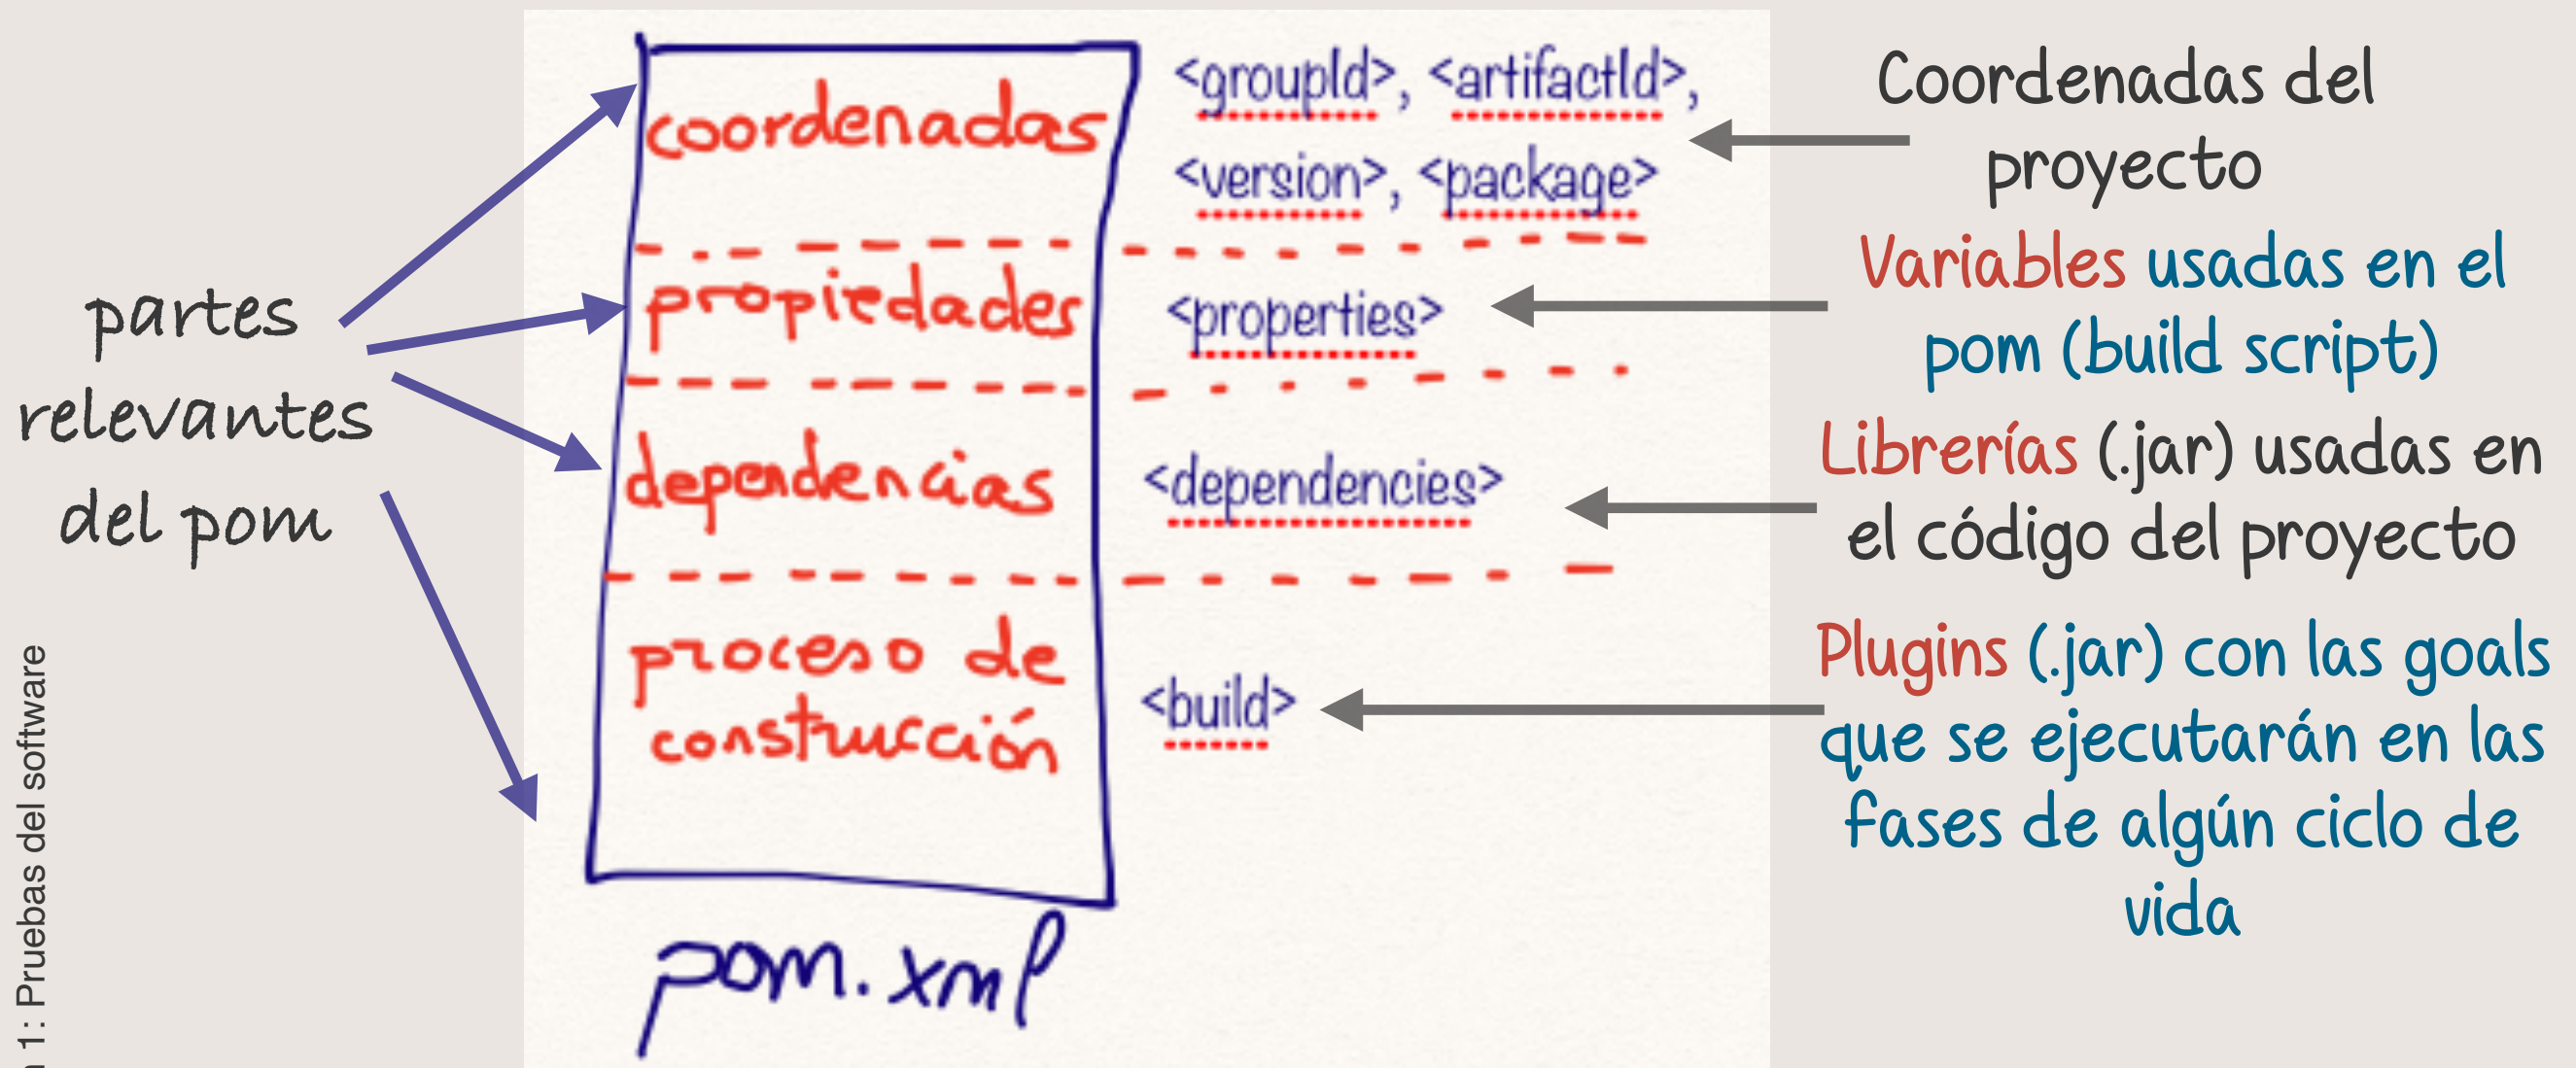 partes
relevantes
del pom
coordenadas
<groupId>, <artifactId>,
<version>, <package>
Coordenadas del
proyecto
propiedades
<properties>
Variables usadas en el
pom (build script)
dependencias
<dependencies>
Librerías (.jar) usadas en
el código del proyecto
proceso de
construcción
<build>
Plugins (.jar) con las goals
que se ejecutarán en las
fases de algún ciclo de
vida
pom.xml
1: Pruebas del software